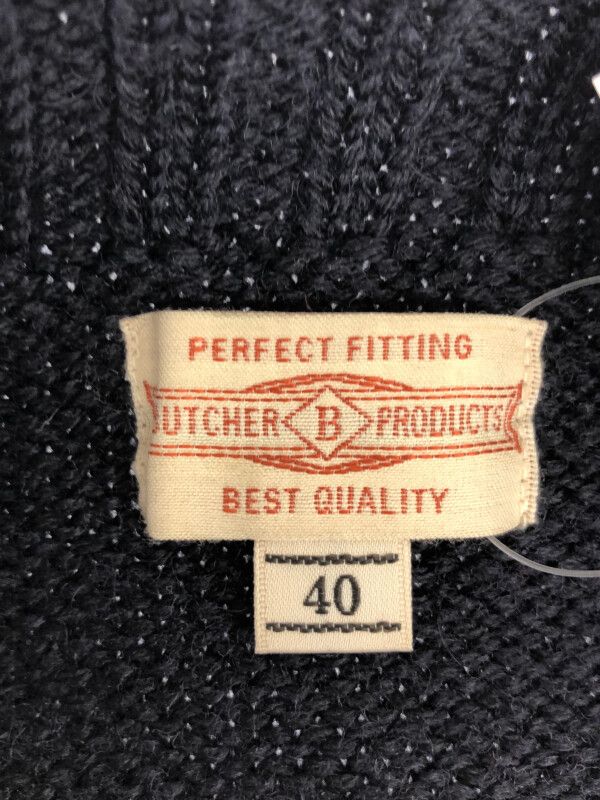 PERFECT FITTING
UTCHER B PRODUCTS
BEST QUALITY
40